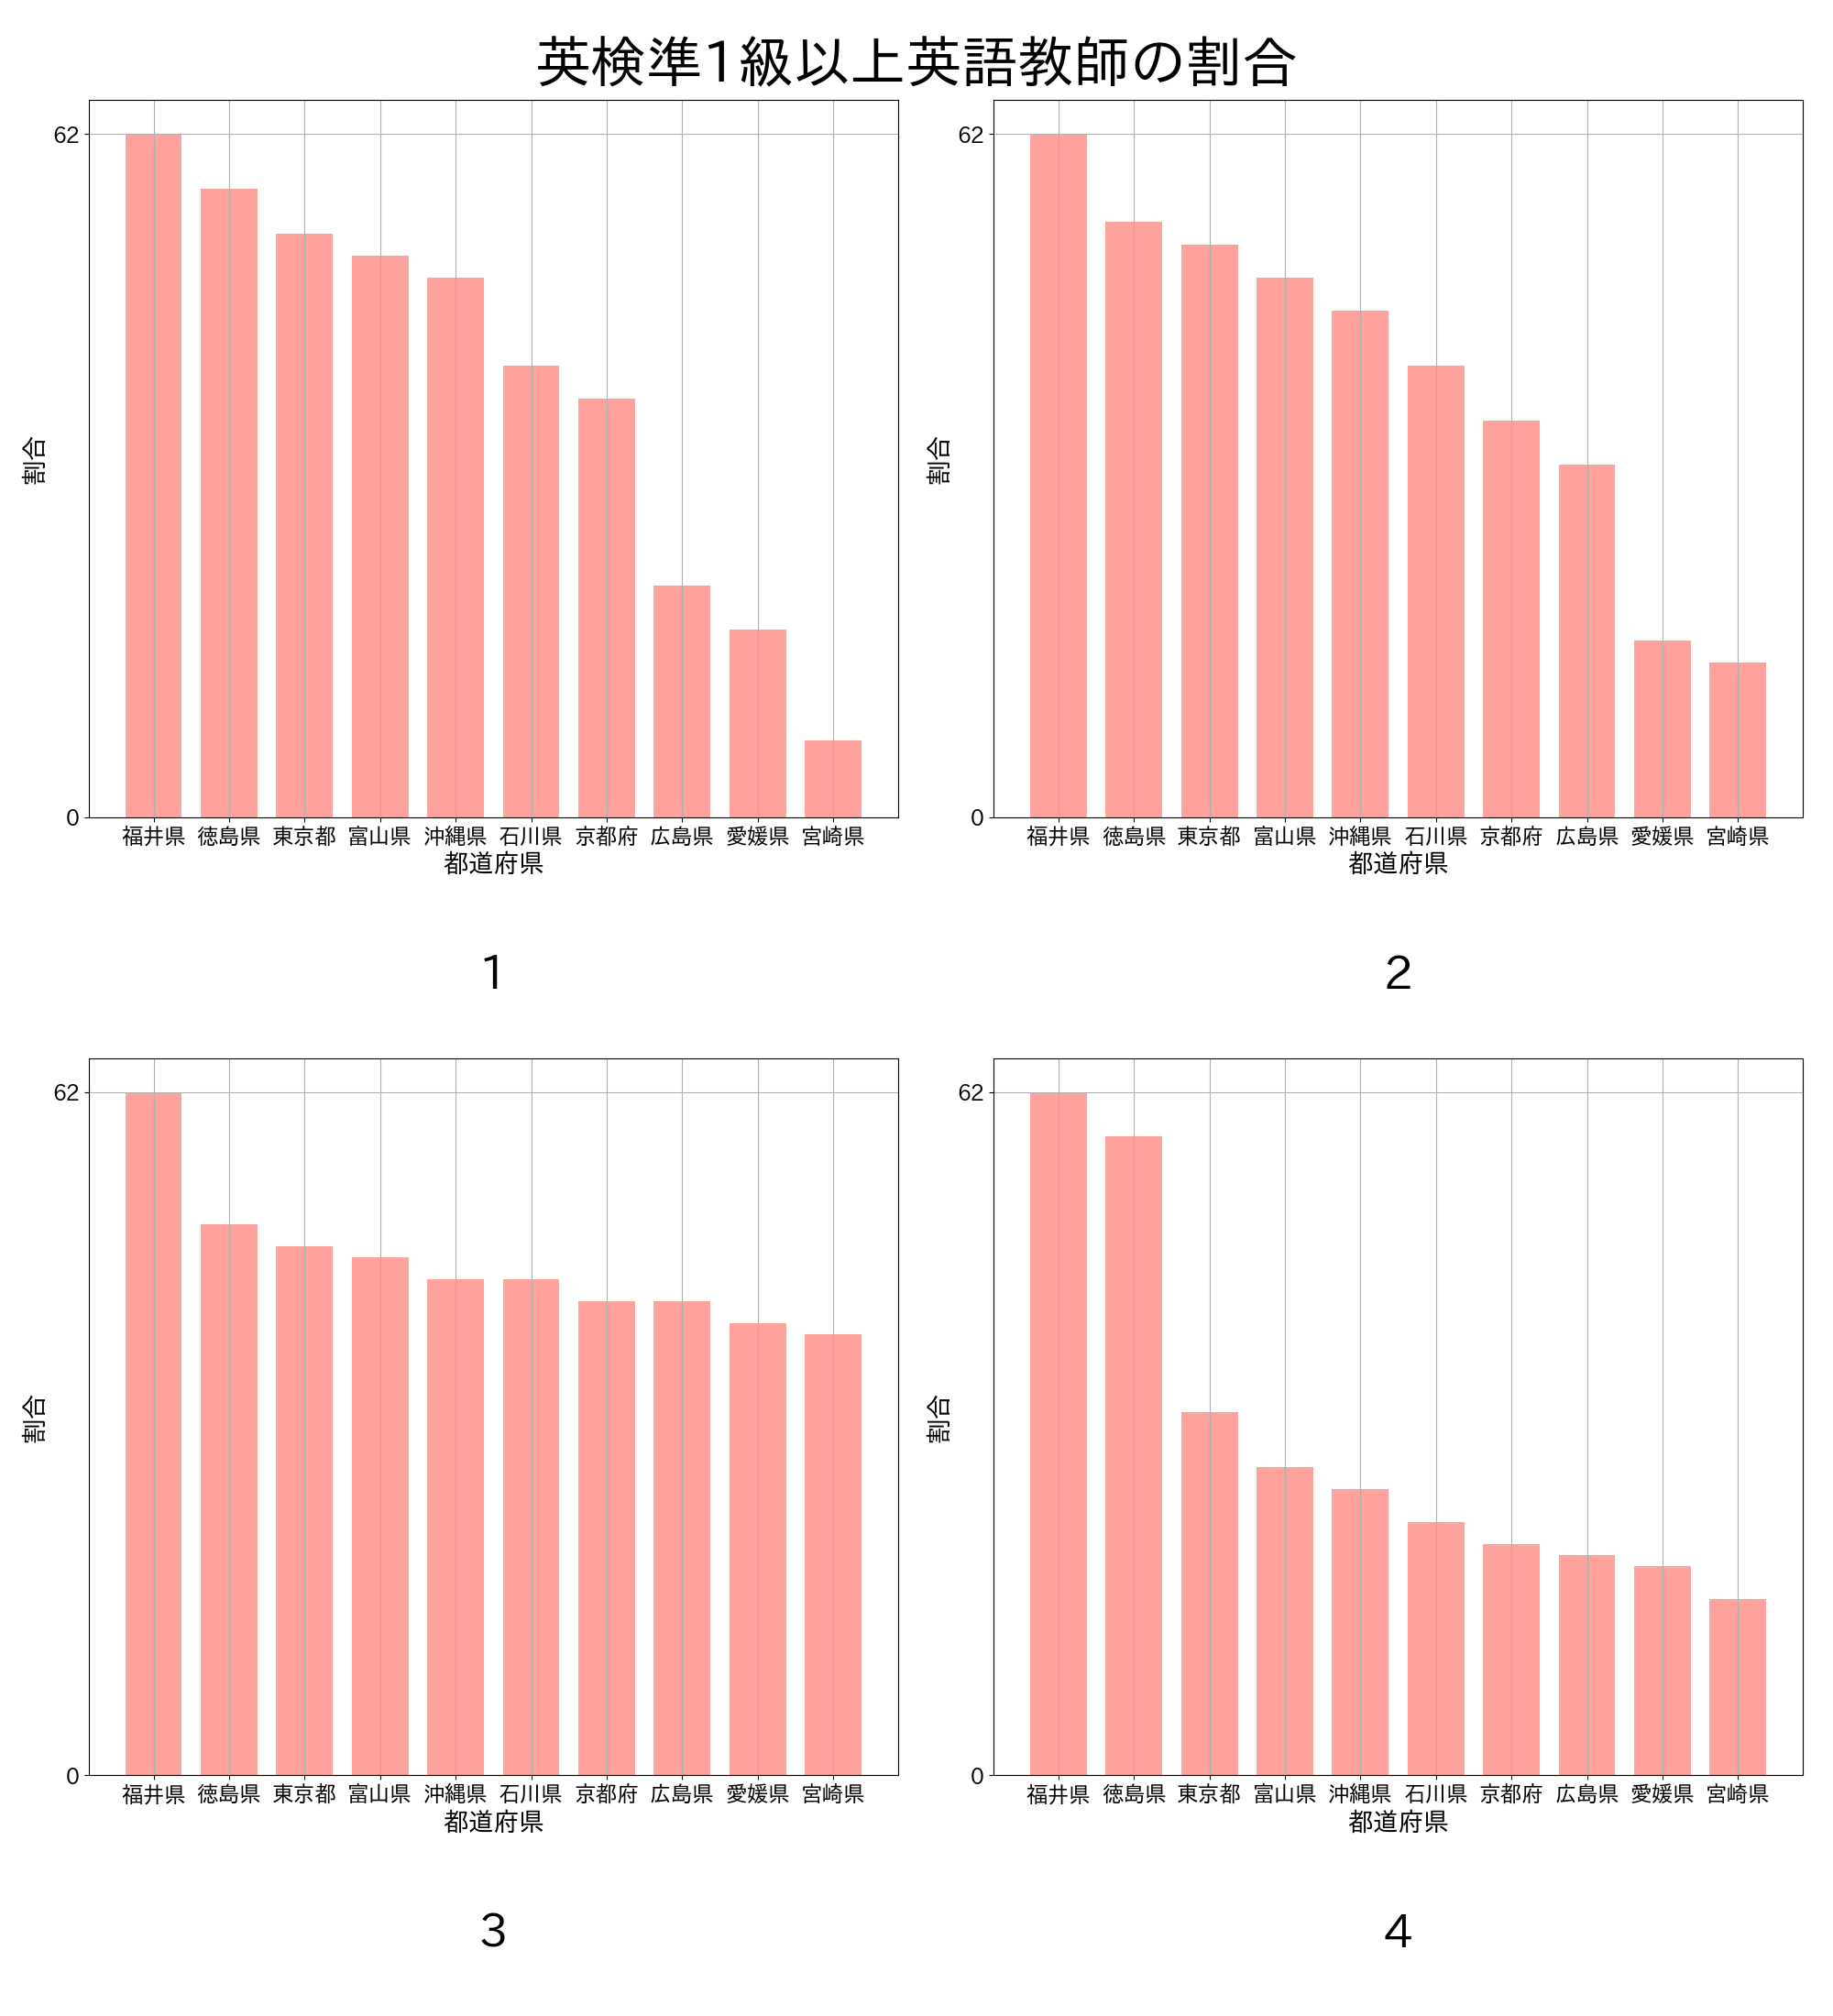 英検準1級以上英語教師の割合
62
0
割合
福井県 徳島県 東京都 富山県 沖縄県 石川県 京都府 広島県 愛媛県 宮崎県
都道府県
1
62
0
割合
福井県 徳島県 東京都 富山県 沖縄県 石川県 京都府 広島県 愛媛県 宮崎県
都道府県
2
62
0
割合
福井県 徳島県 東京都 富山県 沖縄県 石川県 京都府 広島県 愛媛県 宮崎県
都道府県
3
62
0
割合
福井県 徳島県 東京都 富山県 沖縄県 石川県 京都府 広島県 愛媛県 宮崎県
都道府県
4